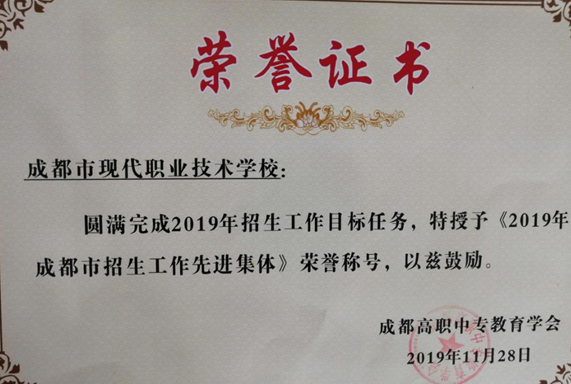 荣誉证书
成都市现代职业技术学校：
圆满完成2019年招生工作目标任务，特授予《2019年
成都市招生工作先进集体》荣誉称号，以兹鼓励。
成都高职中专教育学会
2019年11月28日